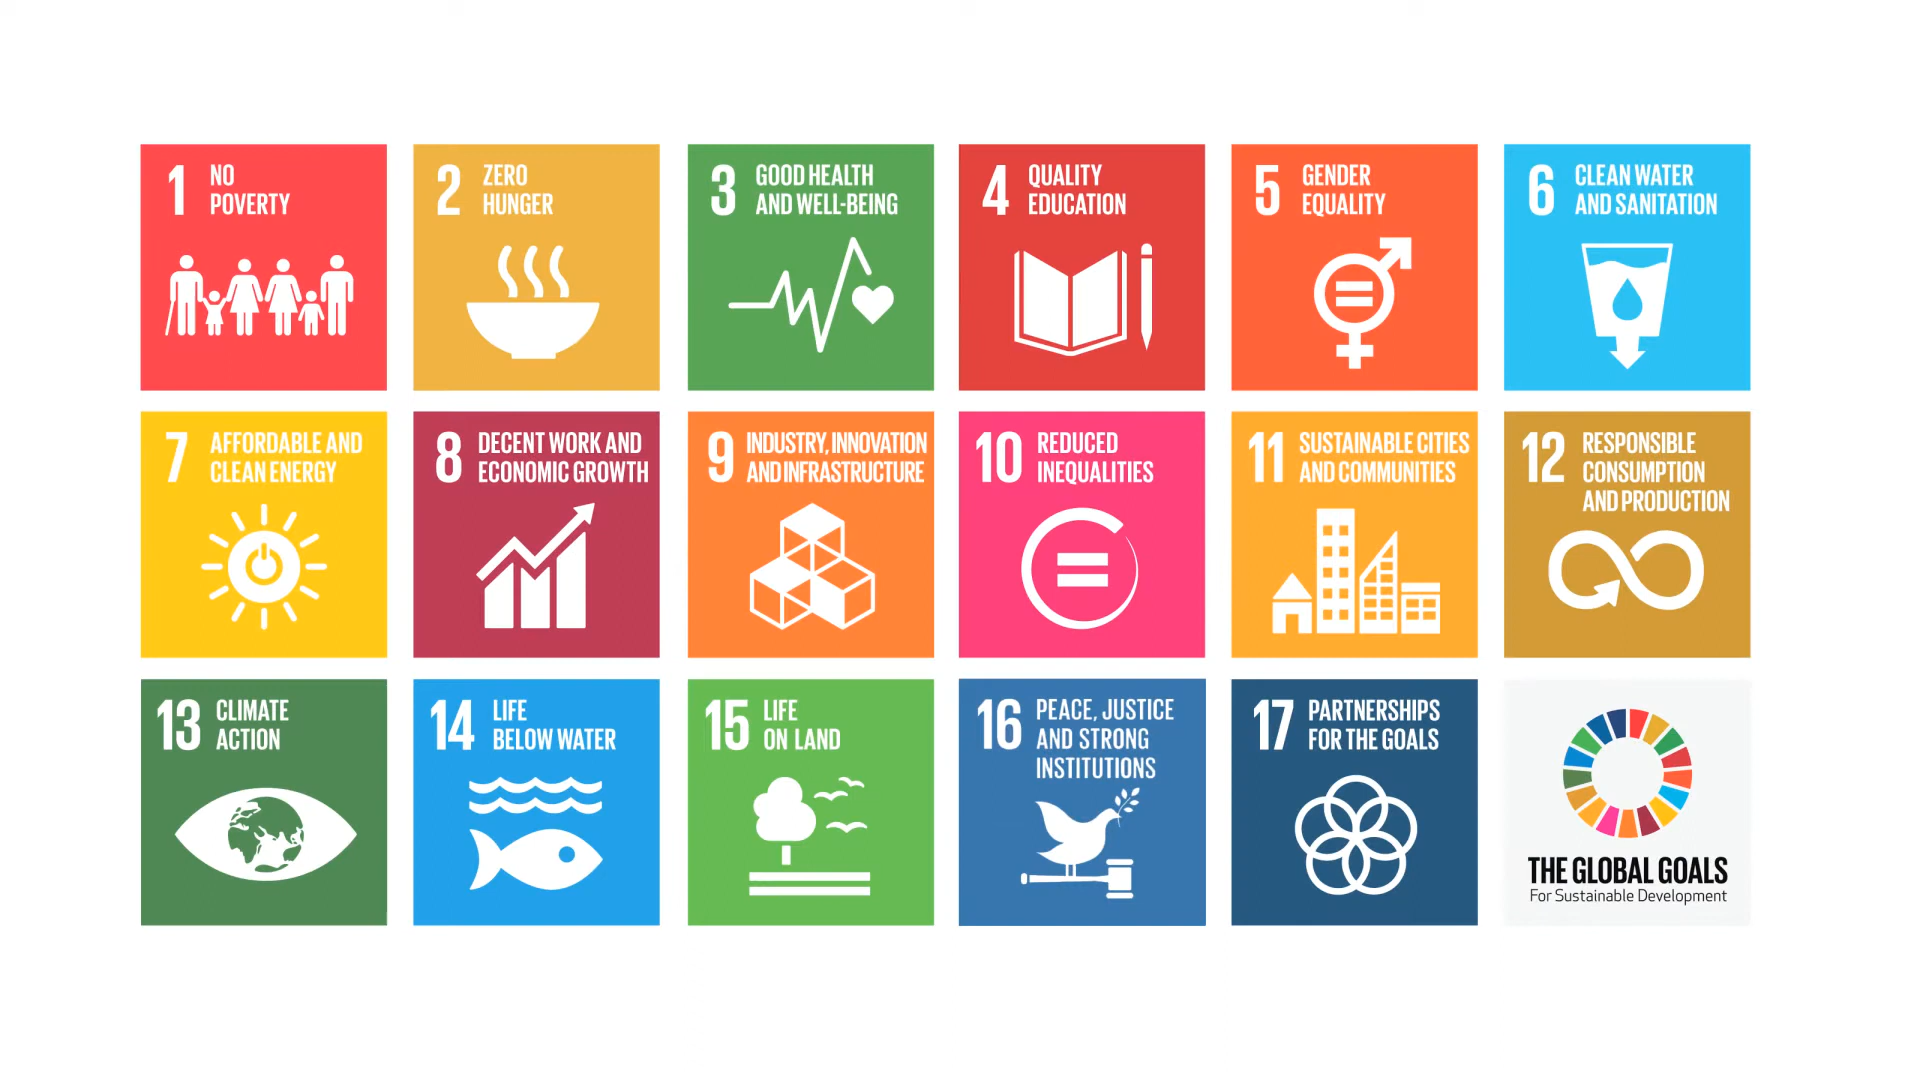 1 NO
POVERTY
2 ZERO
HUNGER
3 GOOD HEALTH
AND WELL-BEING
4 QUALITY
EDUCATION
5 GENDER
EQUALITY
6 CLEAN WATER
AND SANITATION
7 AFFORDABLE AND
CLEAN ENERGY
8 DECENT WORK AND
ECONOMIC GROWTH
9 INDUSTRY, INNOVATION
AND INFRASTRUCTURE
10 REDUCED
INEQUALITIES
11 SUSTAINABLE CITIES
AND COMMUNITIES
12 RESPONSIBLE
CONSUMPTION
AND PRODUCTION
13 CLIMATE
ACTION
14 LIFE
BELOW WATER
15 LIFE
ON LAND
16 PEACE, JUSTICE
AND STRONG
INSTITUTIONS
17 PARTNERSHIPS
FOR THE GOALS
THE GLOBAL GOALS
For Sustainable Development